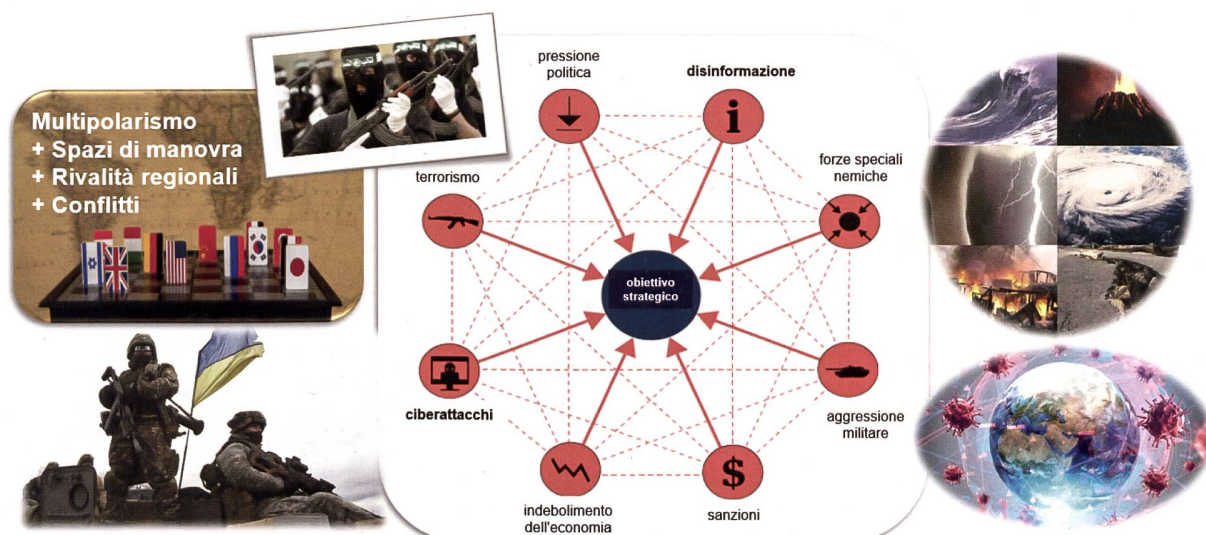 Multipolarismo
+ Spazi di manovra
+ Rivalità regionali
+ Conflitti
pressione
politica
disinformazione
terrorismo
forze speciali
nemiche
i
obiettivo
strategico
ciberattacchi
aggressione
militare
$
indebolimento
dell'economia
sanzioni